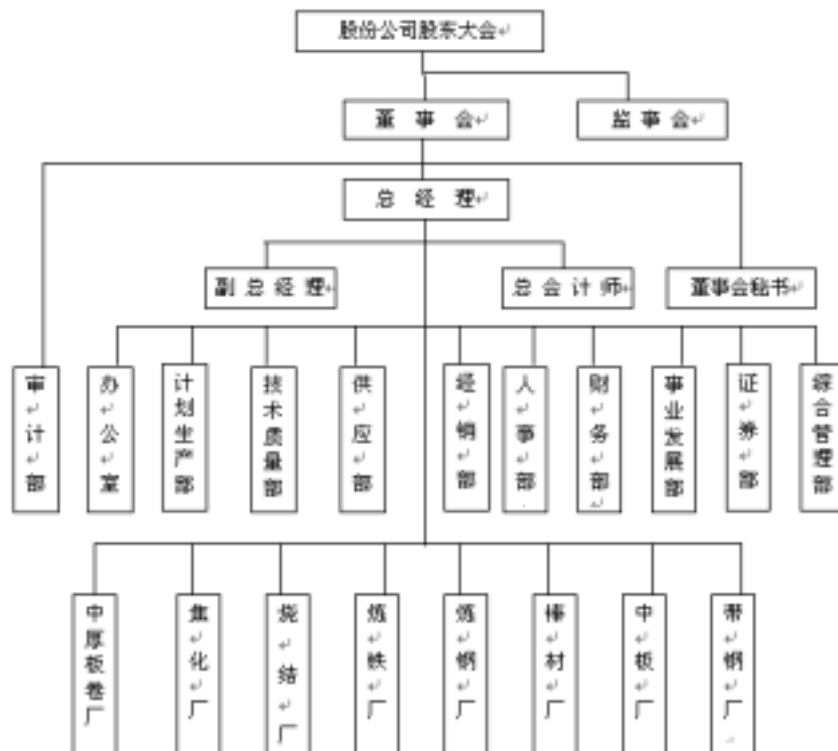 股份公司股东大会
董事会
监事会
总经理
副总经理
总会计师
董事会秘书
审计部
办公室
计划生产部
技术质量部
供应部
经销部
人事部
财务部
事业发展部
证券部
综合管理部
中厚板卷厂
焦化厂
烧结厂
炼铁厂
炼钢厂
棒材厂
中板厂
带钢厂